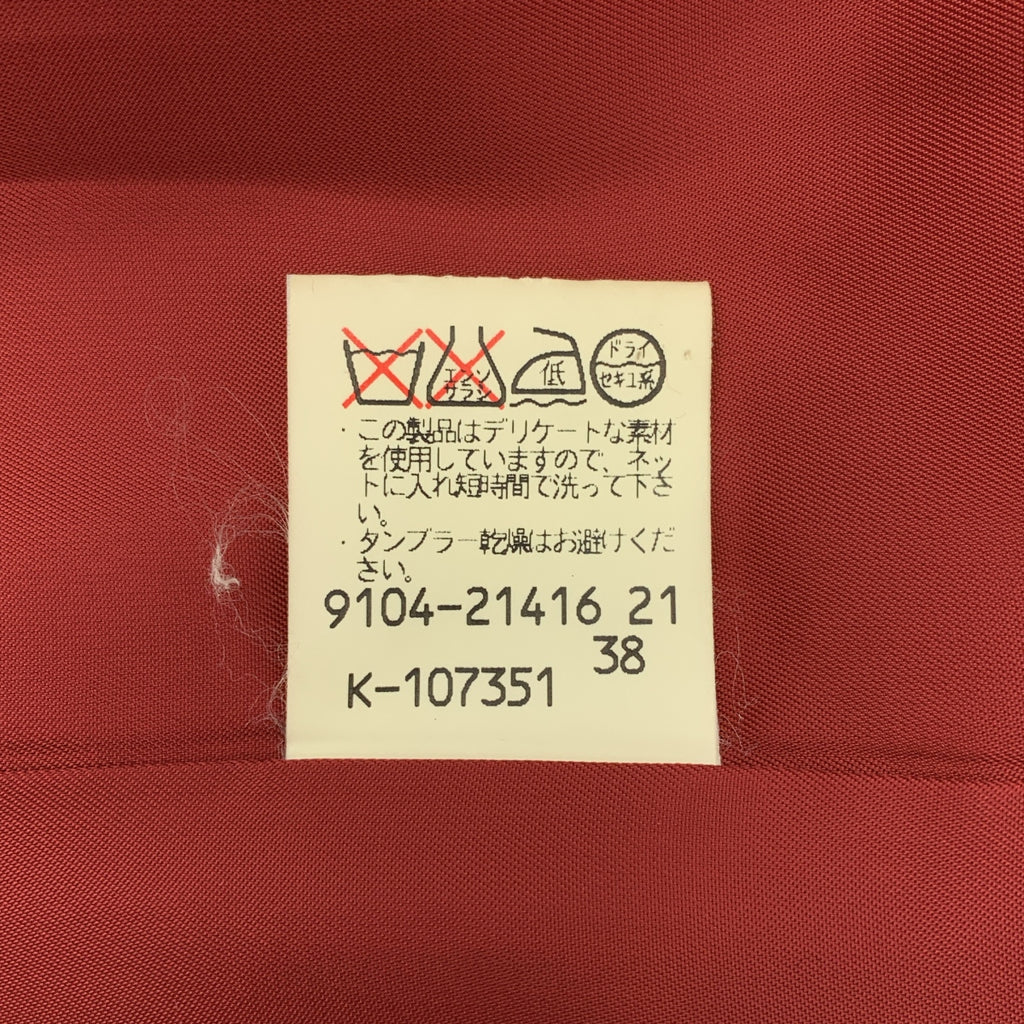 エンソ
サラシ
低
ドライ
セキユ系
・この製品はデリケートな素材
を使用していますので、ネッ
トに入れ短時間で洗って下さ
い。
・タンブラー乾燥はお避けくだ
さい。
9104-21416 21
38
K-107351